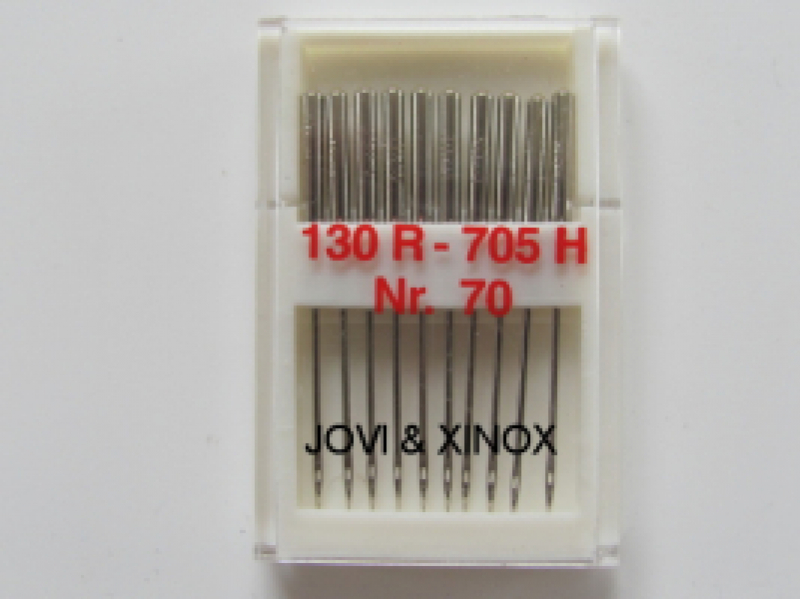 130 R - 705 H
Nr. 70
JOVI & XINOX